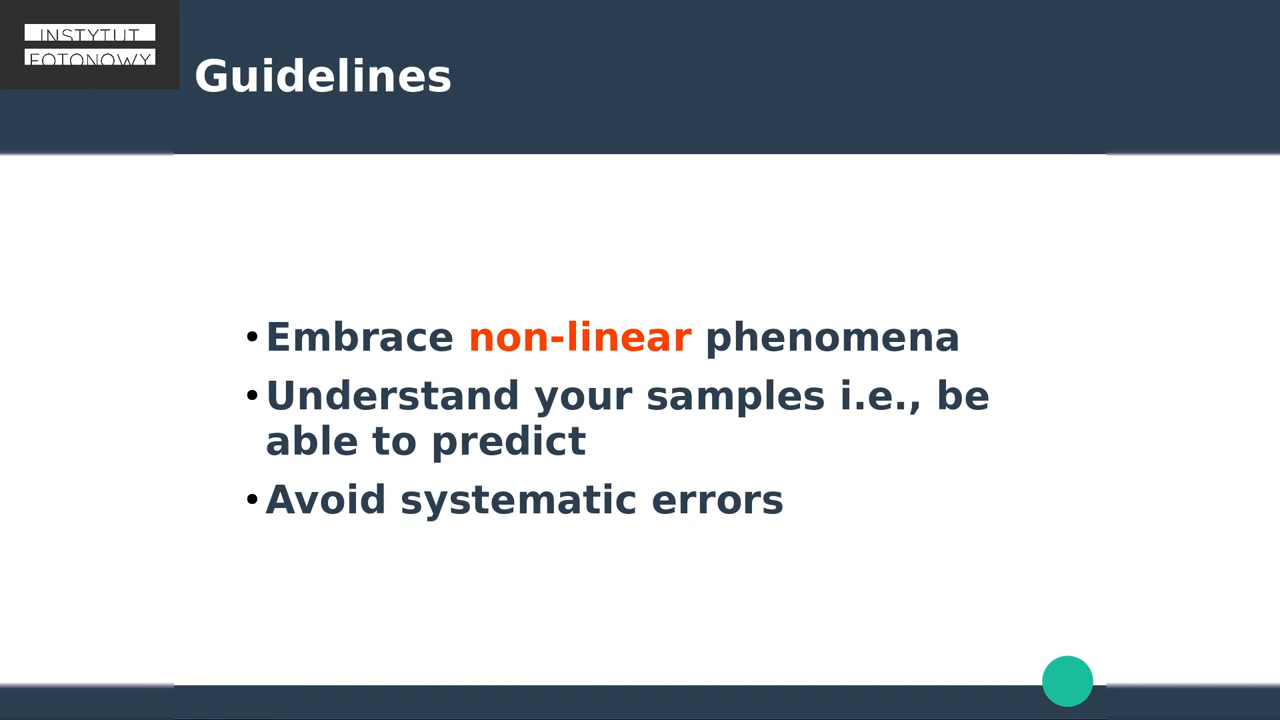 INSTYTUT
FOTONOWY
Guidelines
• Embrace non-linear phenomena
• Understand your samples i.e., be
able to predict
• Avoid systematic errors